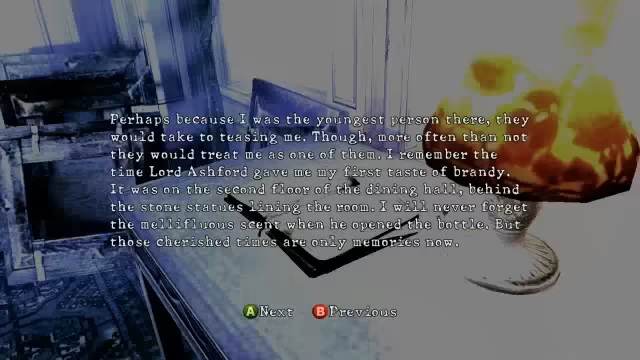 Perhaps because I was the youngest person there, they
would take to teasing me. Though, more often than not
they would treat me as one of them. I remember the
time Lord Ashford gave me my first taste of brandy.
It was on the second floor of the dining hall, behind
the stone statues lining the room. I will never forget
the mellifluous scent when he opened the bottle. But
those cherished times are only memories now.
A Next B Previous